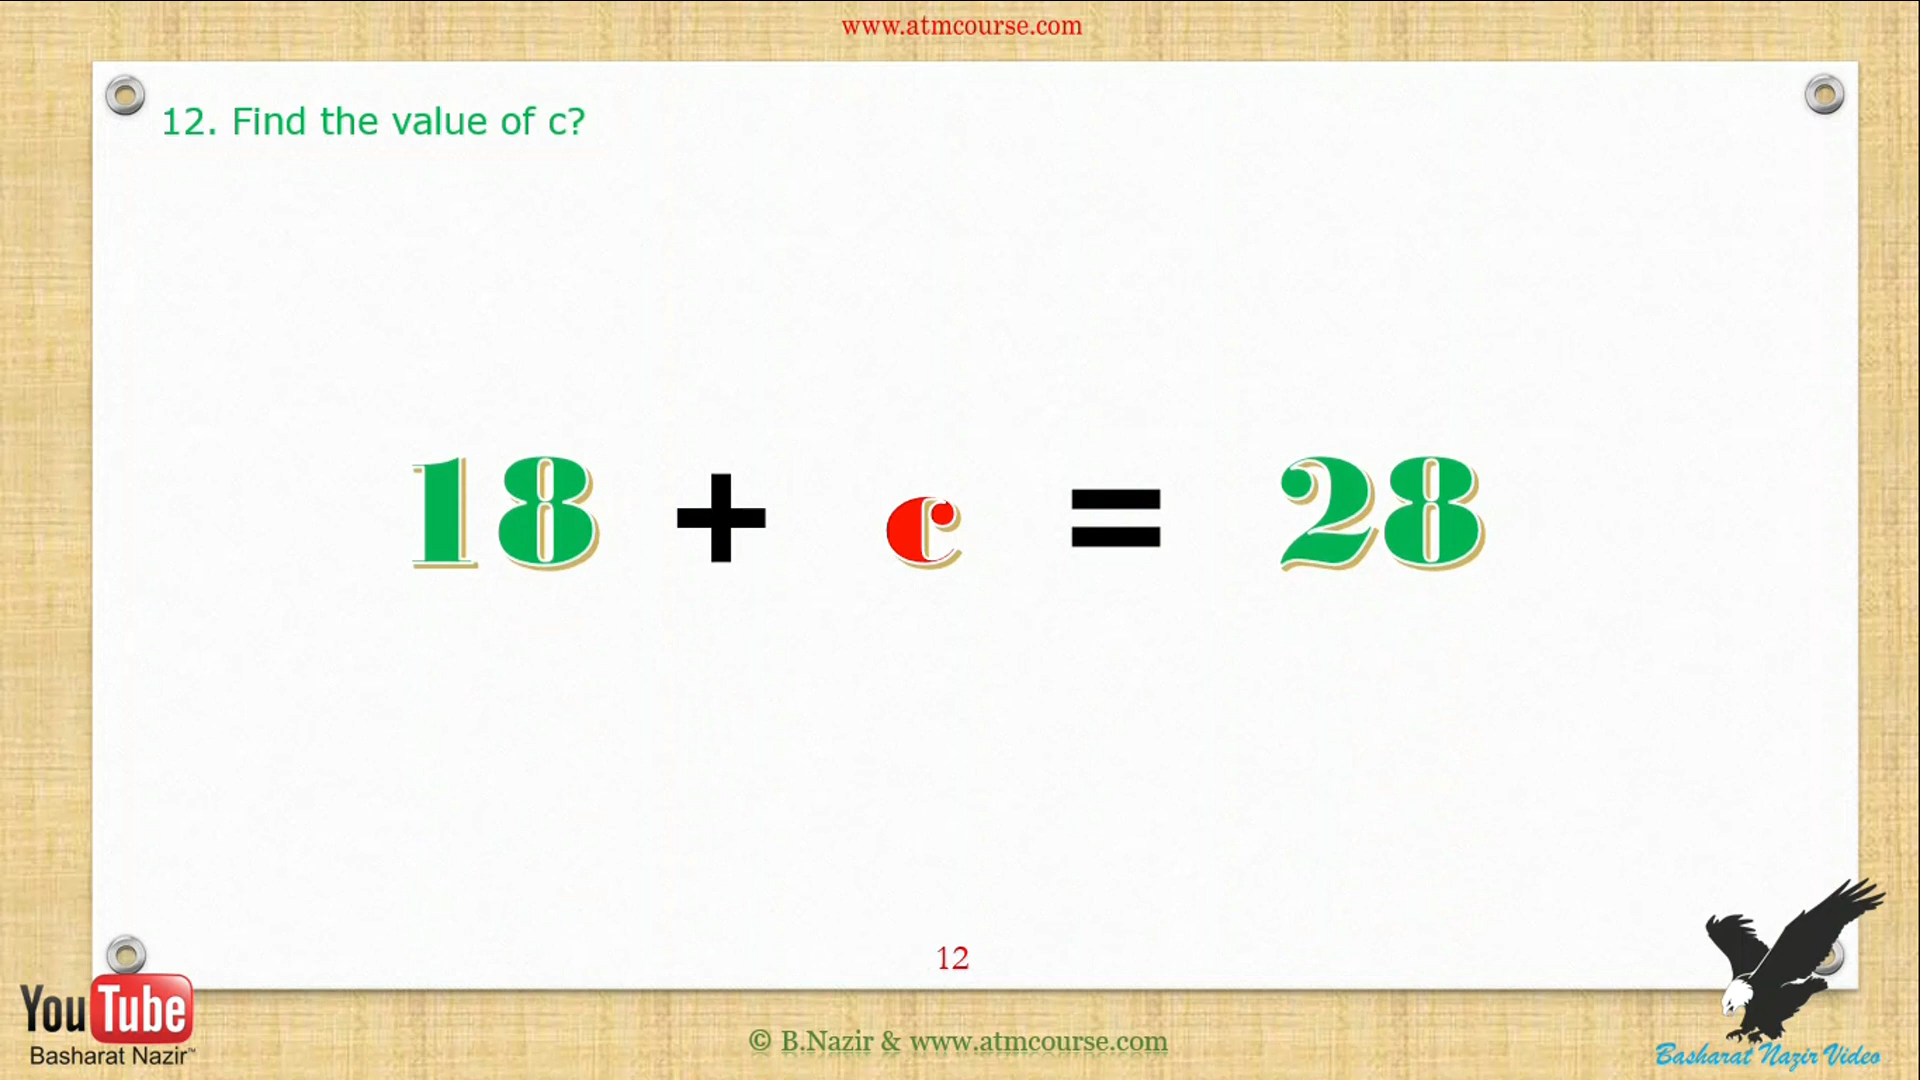 www.atmcourse.com
12. Find the value of c?
18 + c = 28
12
YouTube
Basharat Nazir™
© B.Nazir & www.atmcourse.com
Basharat Nazir Video